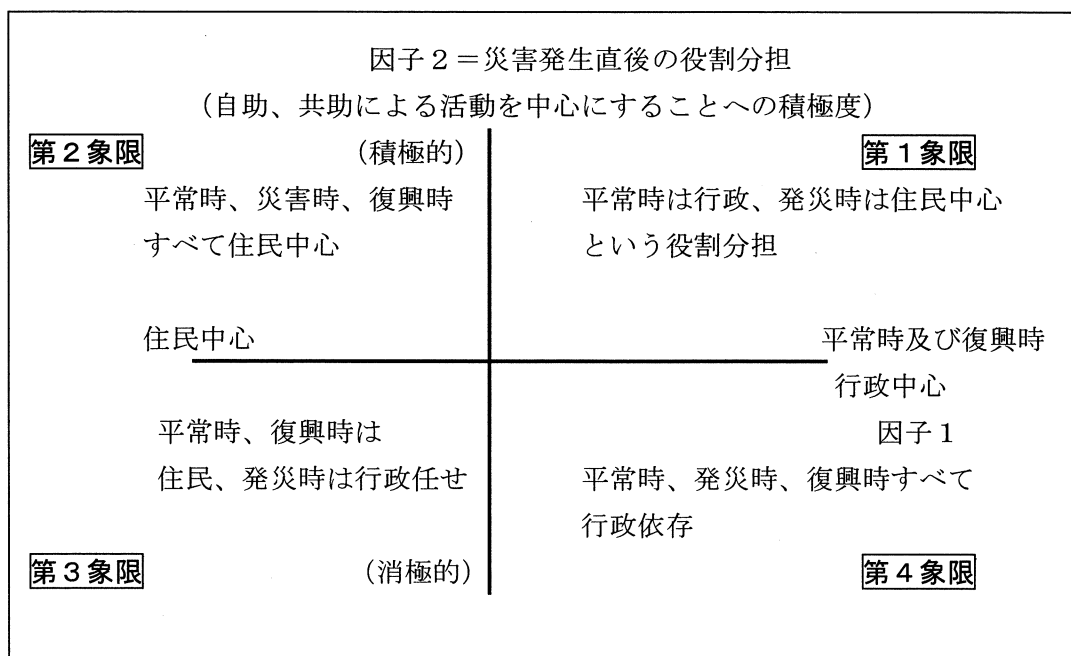 因子２＝災害発生直後の役割分担
（自助、共助による活動を中心にすることへの積極度）
第２象限
（積極的）
第１象限
平常時、災害時、復興時
すべて住民中心
平常時は行政、発災時は住民中心
という役割分担
住民中心
平常時及び復興時
行政中心
因子１
平常時、復興時は
住民、発災時は行政任せ
平常時、発災時、復興時すべて
行政依存
第３象限
（消極的）
第４象限